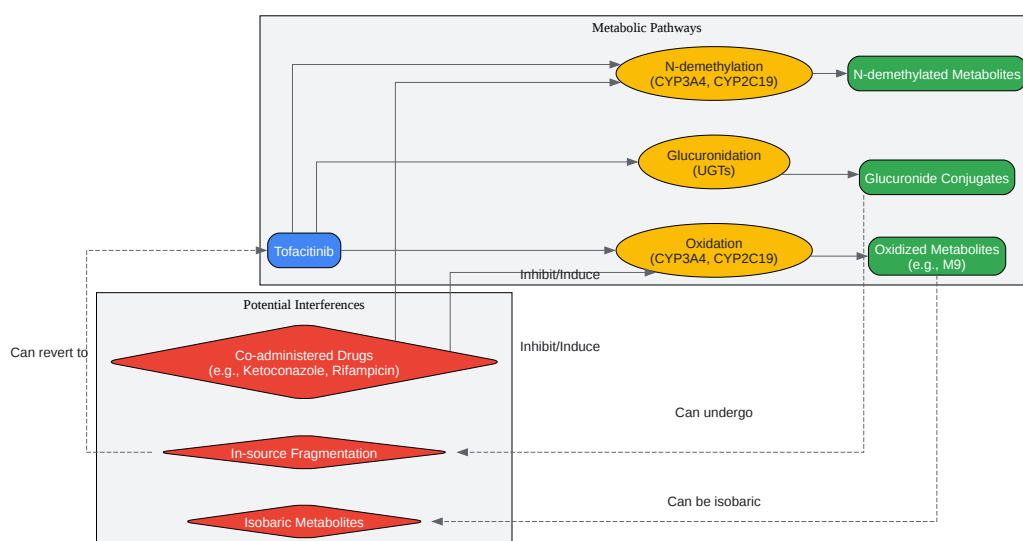 Metabolic Pathways
N-demethylation
(CYP3A4, CYP2C19)
N-demethylated Metabolites
Glucuronidation
(UGTs)
Glucuronide Conjugates
Tofacitinib
Oxidation
(CYP3A4, CYP2C19)
Oxidized Metabolites
(e.g., M9)
Inhibit/Induce
Potential Interferences
Can revert to
Co-administered Drugs
(e.g., Ketoconazole, Rifampicin)
Inhibit/Induce
Can undergo
In-source Fragmentation
Can be isobaric
Isobaric Metabolites